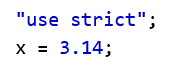 "use strict";
x = 3.14;